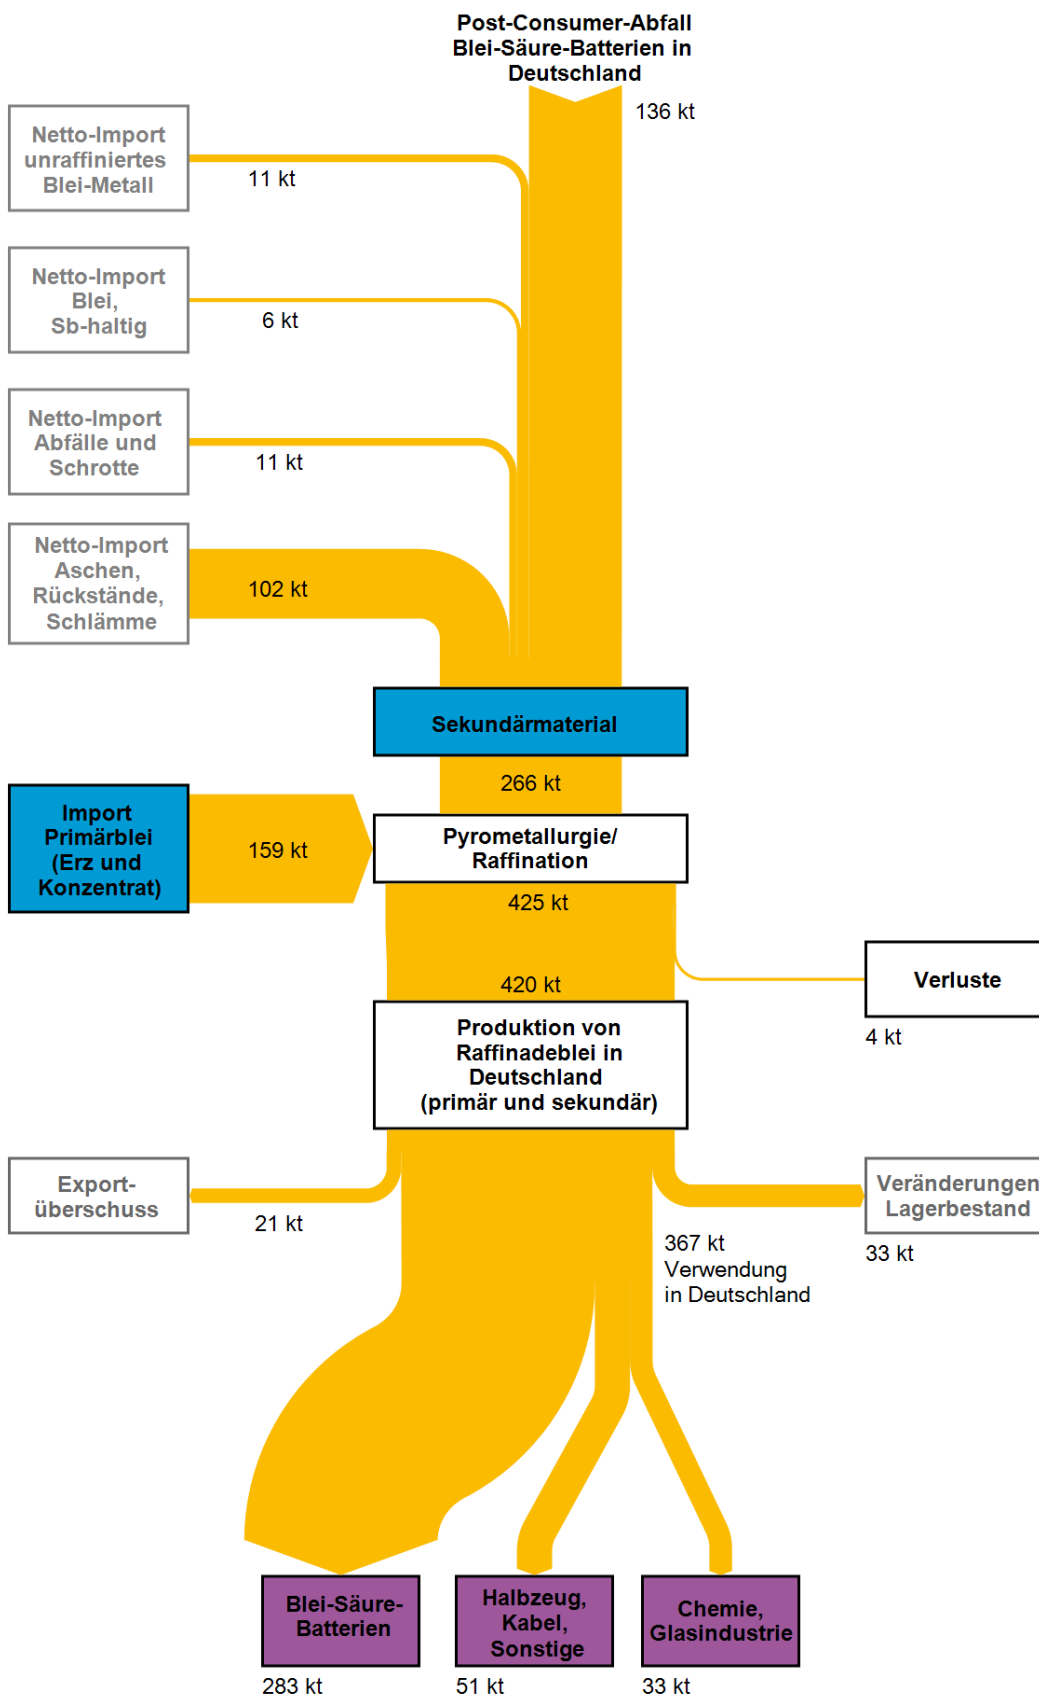 Post-Consumer-Abfall
Blei-Säure-Batterien in
Deutschland
136 kt
Netto-Import
unraffiniertes
Blei-Metall
11 kt
Netto-Import
Blei,
Sb-haltig
6 kt
Netto-Import
Abfälle und
Schrotte
11 kt
Netto-Import
Aschen,
Rückstände,
Schlämme
102 kt
Sekundärmaterial
266 kt
Import
Primärblei
(Erz und
Konzentrat)
159 kt
Pyrometallurgie/
Raffination
425 kt
Verluste
4 kt
420 kt
Produktion von
Raffinadeblei in
Deutschland
(primär und sekundär)
Export-
überschuss
21 kt
Veränderungen
Lagerbestand
33 kt
367 kt
Verwendung
in Deutschland
Blei-Säure-
Batterien
283 kt
Halbzeug,
Kabel,
Sonstige
51 kt
Chemie,
Glasindustrie
33 kt